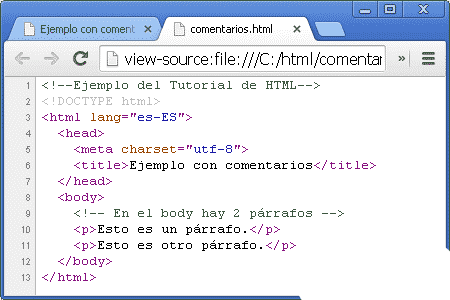 Ejemplo con coment
comentarios.html
view-source:file:///C:/html/comentar
»
1 <!--Ejemplo del Tutorial de HTML-->
2 <!DOCTYPE html>
3 <html lang="es-ES">
4 <head>
5 <meta charset="utf-8">
6 <title>Ejemplo con comentarios</title>
7 </head>
8 <body>
9 <!-- En el body hay 2 párrafos -->
10 <p>Esto es un párrafo.</p>
11 <p>Esto es otro párrafo.</p>
12 </body>
13 </html>